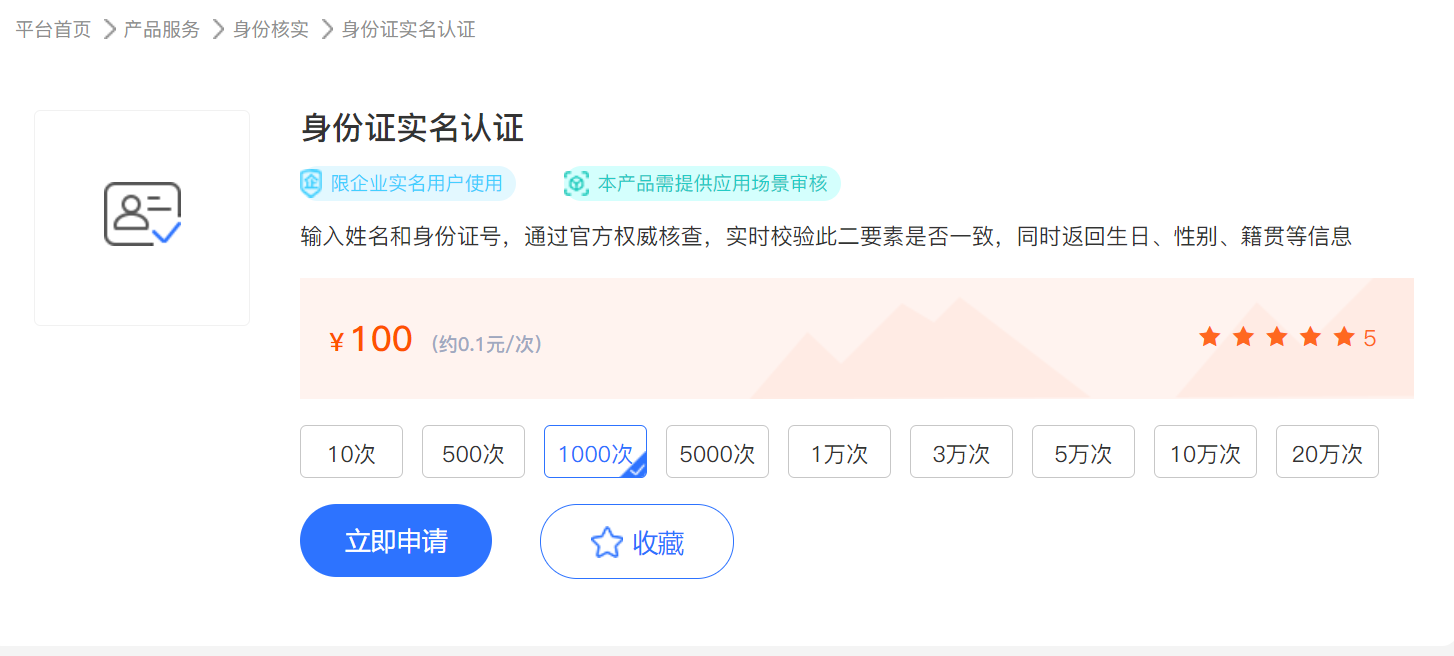 平台首页 产品服务 身份核实 身份证实名认证
身份证实名认证
企 限企业实名用户使用 本产品需提供应用场景审核
输入姓名和身份证号，通过官方权威核查，实时校验此二要素是否一致，同时返回生日、性别、籍贯等信息
¥100 (约0.1元/次) 5
10次 500次 1000次 5000次 1万次 3万次 5万次 10万次 20万次
立即申请 收藏